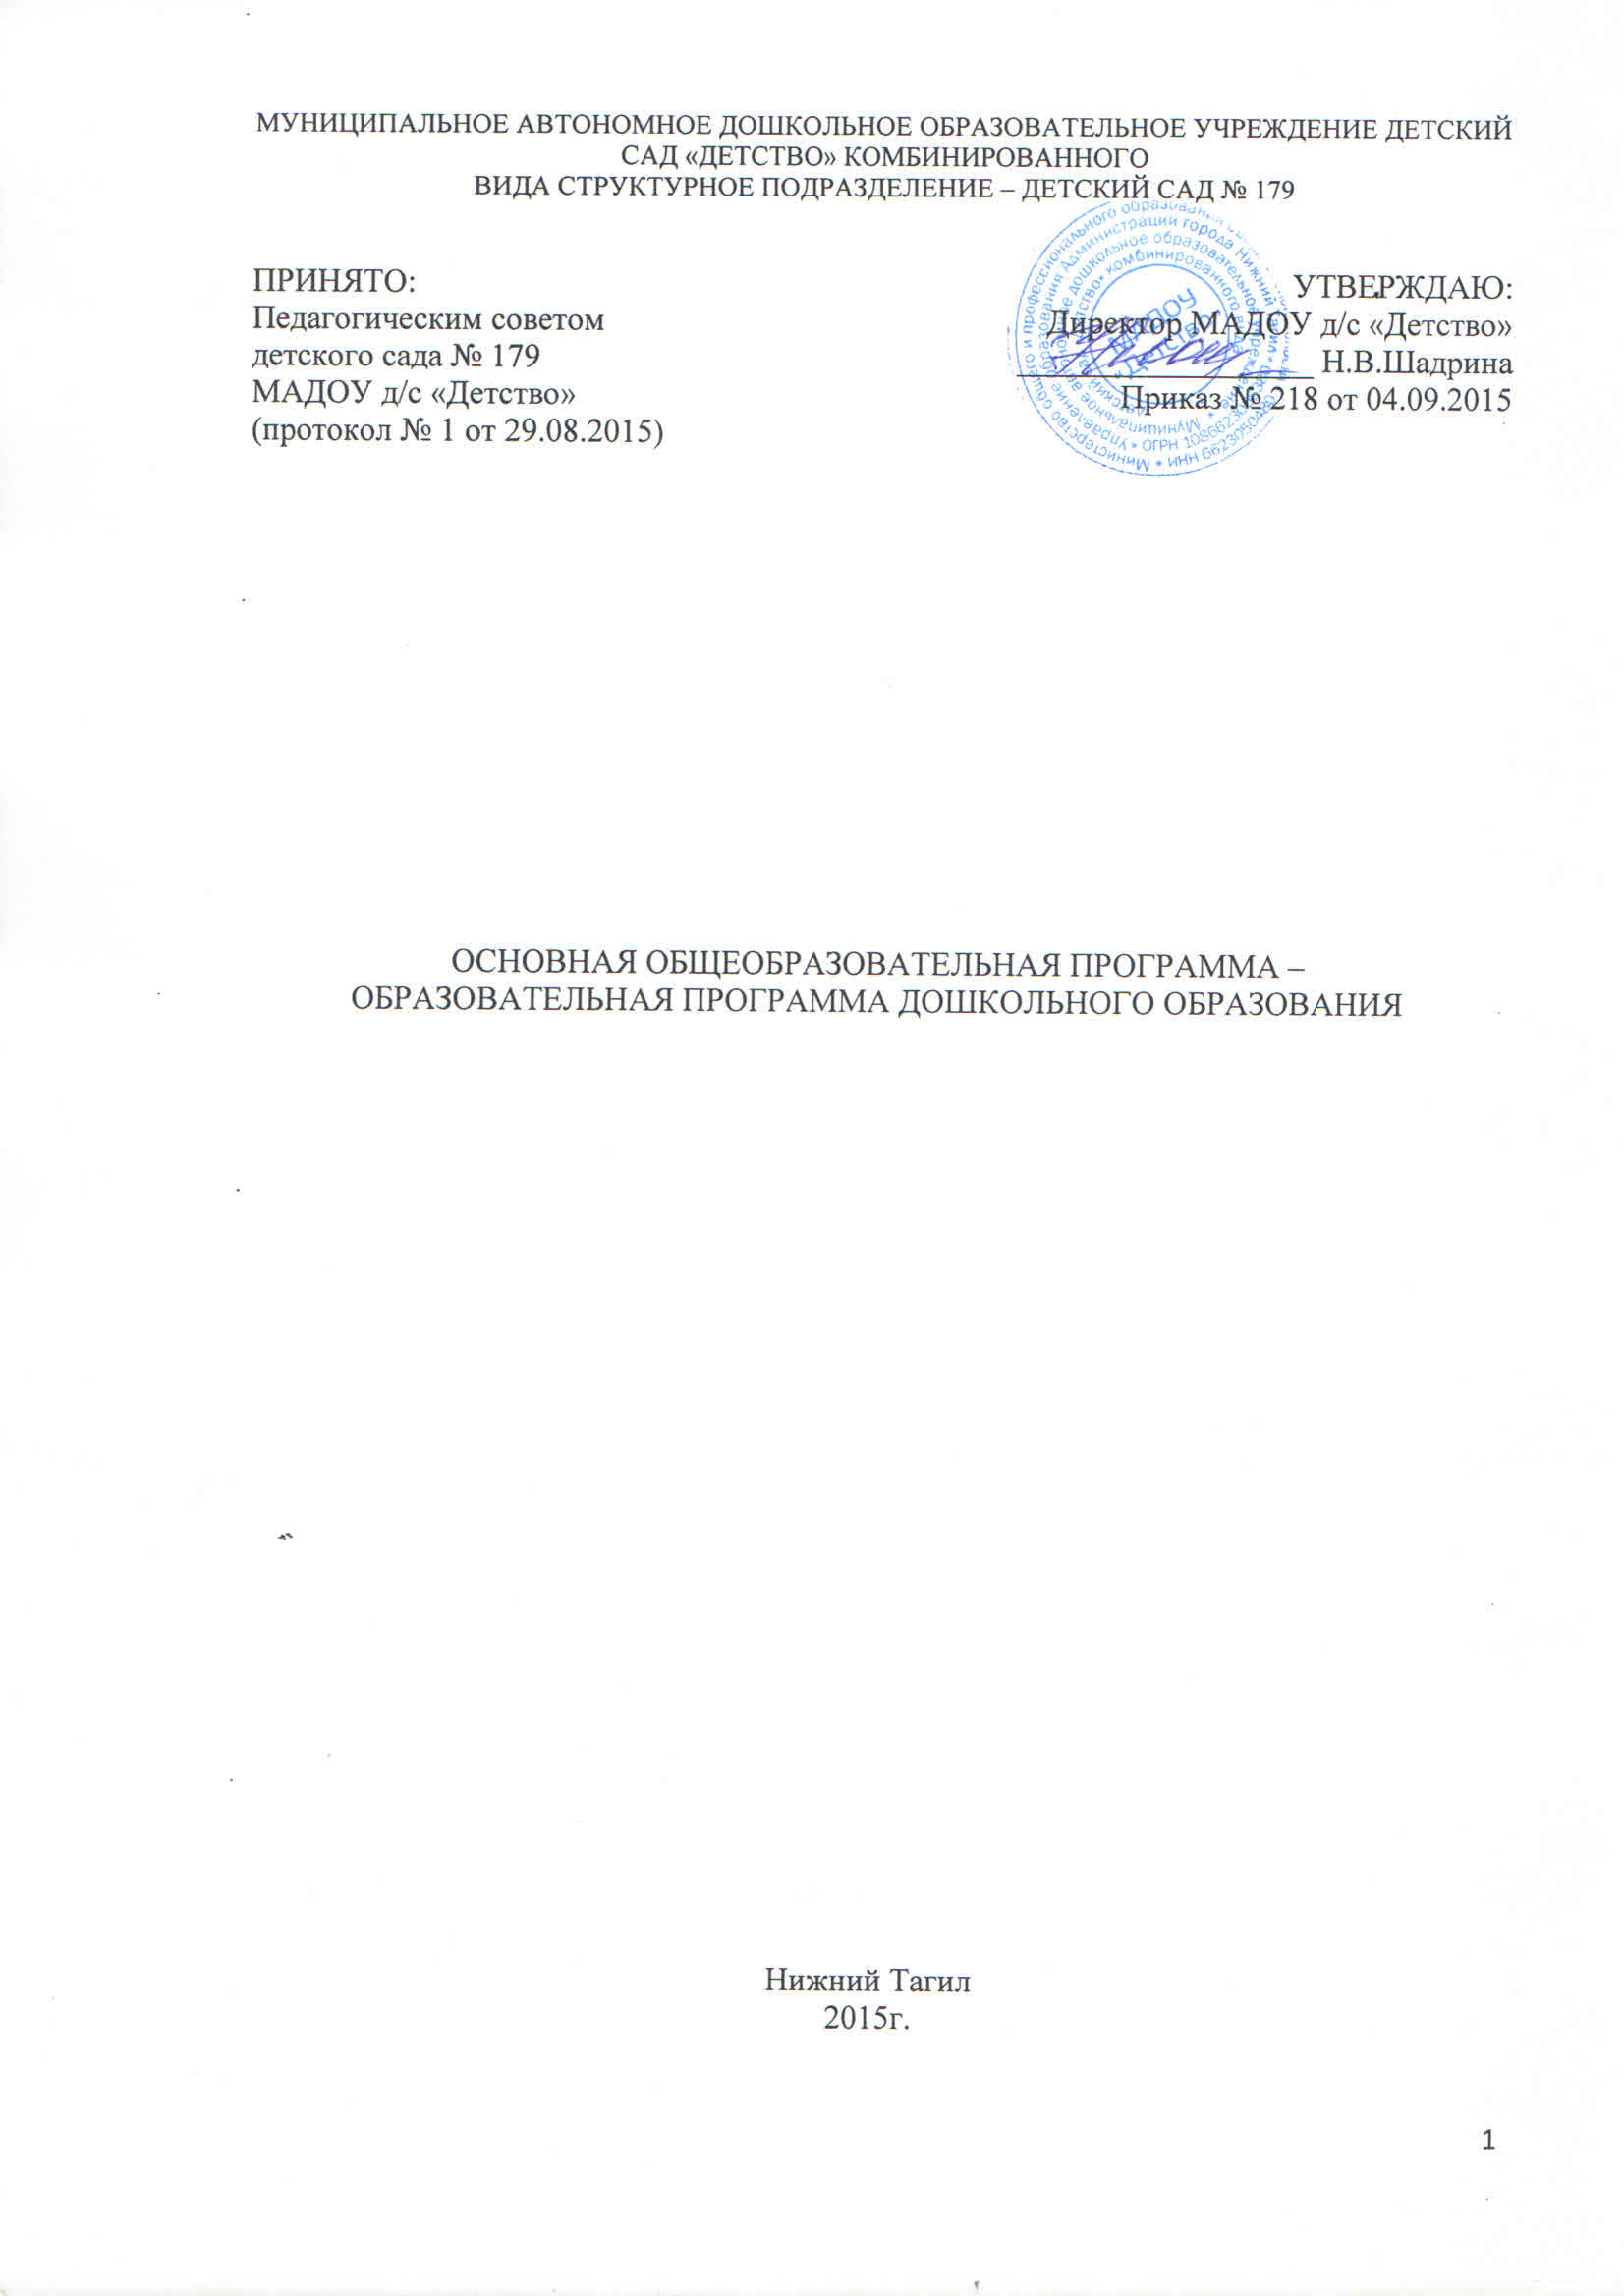 МУНИЦИПАЛЬНОЕ АВТОНОМНОЕ ДОШКОЛЬНОЕ ОБРАЗОВАТЕЛЬНОЕ УЧРЕЖДЕНИЕ ДЕТСКИЙ
САД «ДЕТСТВО» КОМБИНИРОВАННОГО
ВИДА СТРУКТУРНОЕ ПОДРАЗДЕЛЕНИЕ – ДЕТСКИЙ САД № 179
ПРИНЯТО:
Педагогическим советом
детского сада № 179
МАДОУ д/с «Детство»
(протокол № 1 от 29.08.2015)
УТВЕРЖДАЮ:
Директор МАДОУ д/с «Детство»
Н.В.Шадрина
Приказ № 218 от 04.09.2015
МАДОУ
«Детство»
ОСНОВНАЯ ОБЩЕОБРАЗОВАТЕЛЬНАЯ ПРОГРАММА –
ОБРАЗОВАТЕЛЬНАЯ ПРОГРАММА ДОШКОЛЬНОГО ОБРАЗОВАНИЯ
Нижний Тагил
2015г.
1